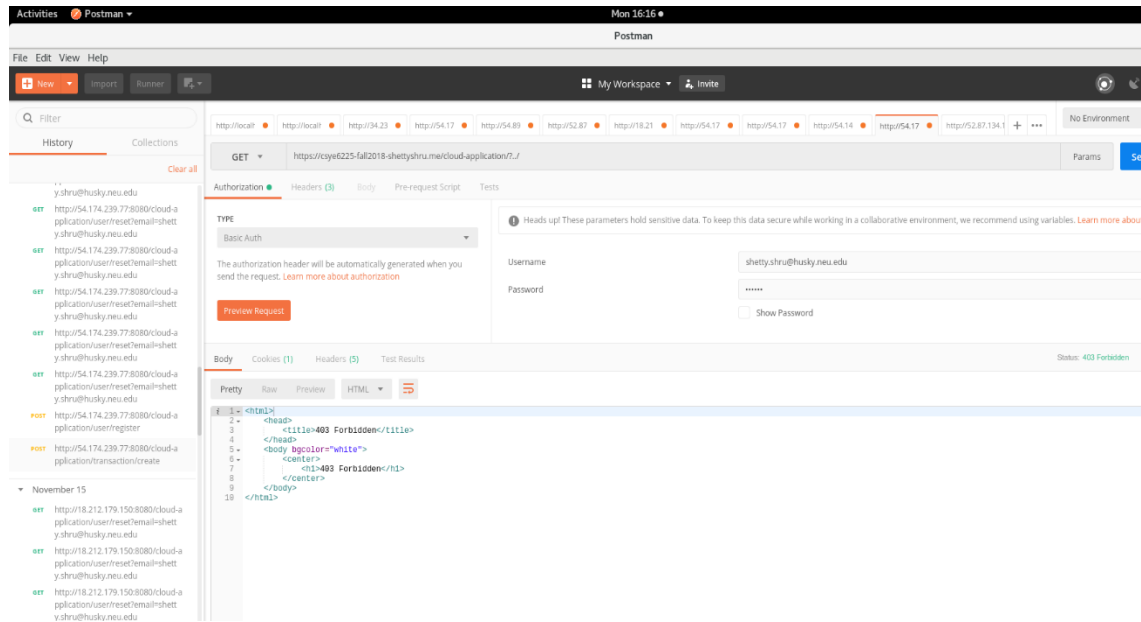 Activities Postman
Mon 16:16
Postman
File Edit View Help
New Import Runner
My Workspace Invite
Filter
History Collections
Clear all
y.shru@husky.neu.edu
GET http://54.174.239.77:8080/cloud-a
pplication/user/reset?email=shett
y.shru@husky.neu.edu
GET http://54.174.239.77:8080/cloud-a
pplication/user/reset?email=shett
y.shru@husky.neu.edu
GET http://54.174.239.77:8080/cloud-a
pplication/user/reset?email=shett
y.shru@husky.neu.edu
GET http://54.174.239.77:8080/cloud-a
pplication/user/reset?email=shett
y.shru@husky.neu.edu
GET http://54.174.239.77:8080/cloud-a
pplication/user/reset?email=shett
y.shru@husky.neu.edu
POST http://54.174.239.77:8080/cloud-a
pplication/user/register
POST http://54.174.239.77:8080/cloud-a
pplication/transaction/create
November 15
GET http://18.212.179.150:8080/cloud-a
pplication/user/reset?email=shett
y.shru@husky.neu.edu
GET http://18.212.179.150:8080/cloud-a
pplication/user/reset?email=shett
y.shru@husky.neu.edu
GET http://18.212.179.150:8080/cloud-a
pplication/user/reset?email=shett
y.shru@husky.neu.edu
http://localh http://localh http://34.23 http://54.17 http://54.89 http://52.87 http://18.21 http://54.17 http://54.17 http://54.14 http://54.17 http://52.87.134.1 + •••
No Environment
GET https://csye6225-fall2018-shettyshru.me/cloud-application/?../ Params Se
Authorization Headers (3) Body Pre-request Script Tests
TYPE
Basic Auth
The authorization header will be automatically generated when you
send the request. Learn more about authorization
Preview Request
Heads up! These parameters hold sensitive data. To keep this data secure while working in a collaborative environment, we recommend using variables. Learn more abou
Username shetty.shru@husky.neu.edu
Password ••••••
Show Password
Body Cookies (1) Headers (5) Test Results Status: 403 Forbidden
Pretty Raw Preview HTML
i 1 <html>
2 <head>
3 <title>403 Forbidden</title>
4 </head>
5 <body bgcolor="white">
6 <center>
7 <h1>403 Forbidden</h1>
8 </center>
9 </body>
10 </html>